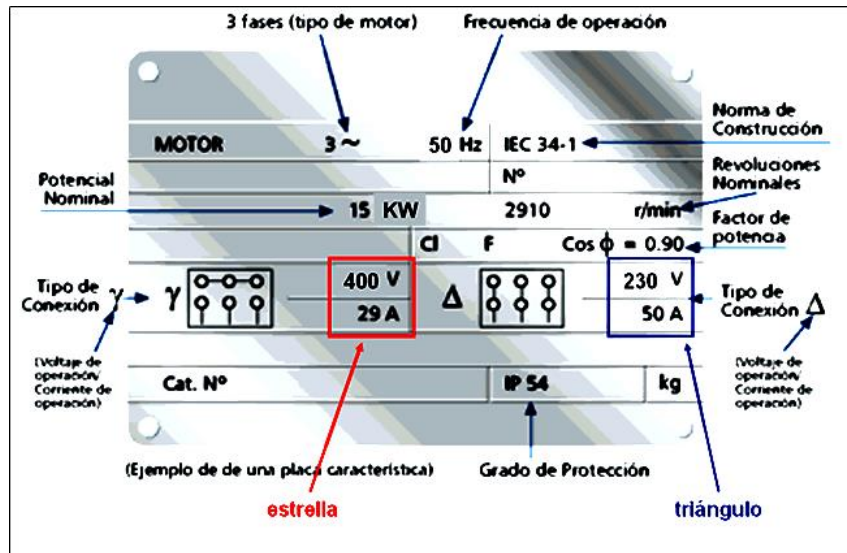 3 fases (tipo de motor)
Frecuencia de operación
Norma de
Construcción
MOTOR 3 ~ 50 Hz IEC 34-1
Nº
Revoluciones
Nominales
Potencial
Nominal
15 KW 2910 r/min
Factor de
potencia
Cl F Cos ϕ = 0.90
Tipo de
Conexión γ
γ 400 V Δ 230 V
29 A 50 A
Tipo de
Conexión Δ
(Voltaje de
operación/
Corriente de
operación)
(Voltaje de
operación/
Corriente de
operación)
Cat. Nº IP 54 kg
(Ejemplo de de una placa característica)
Grado de Protección
estrella
triángulo